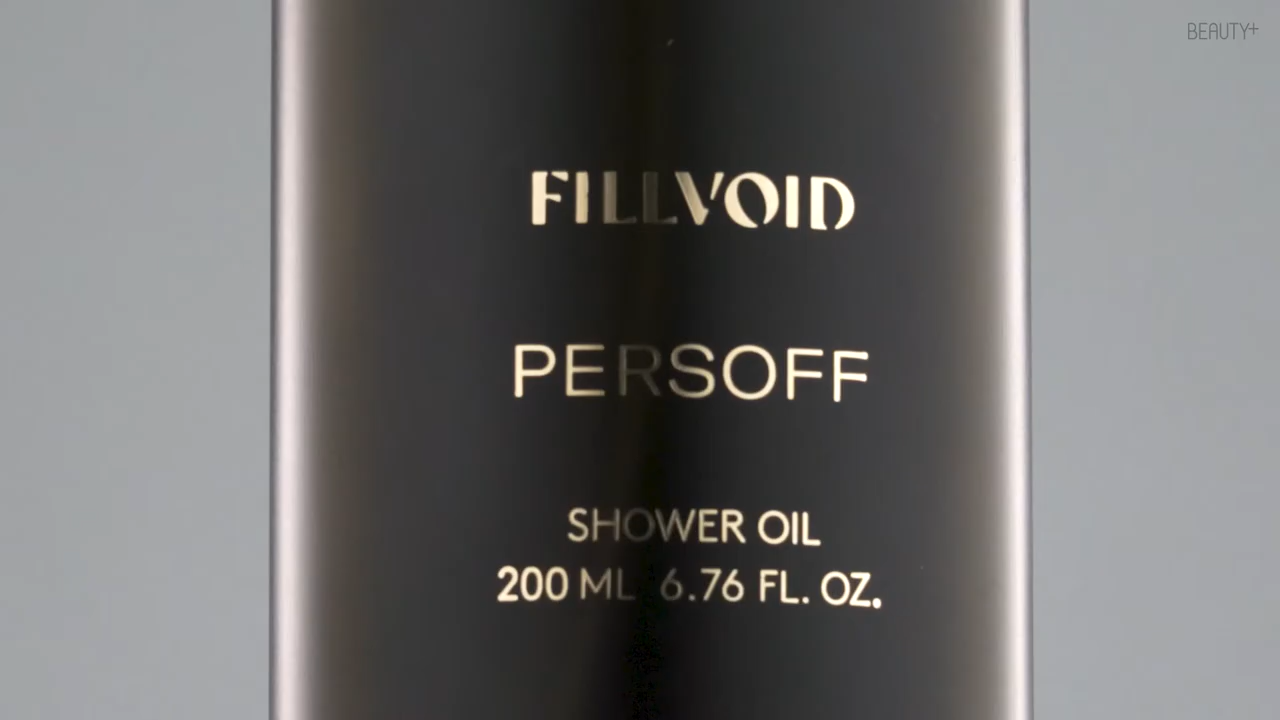 BEAUTY+
FILLVOID
PERSOFF
SHOWER OIL
200 ML 6.76 FL. OZ.